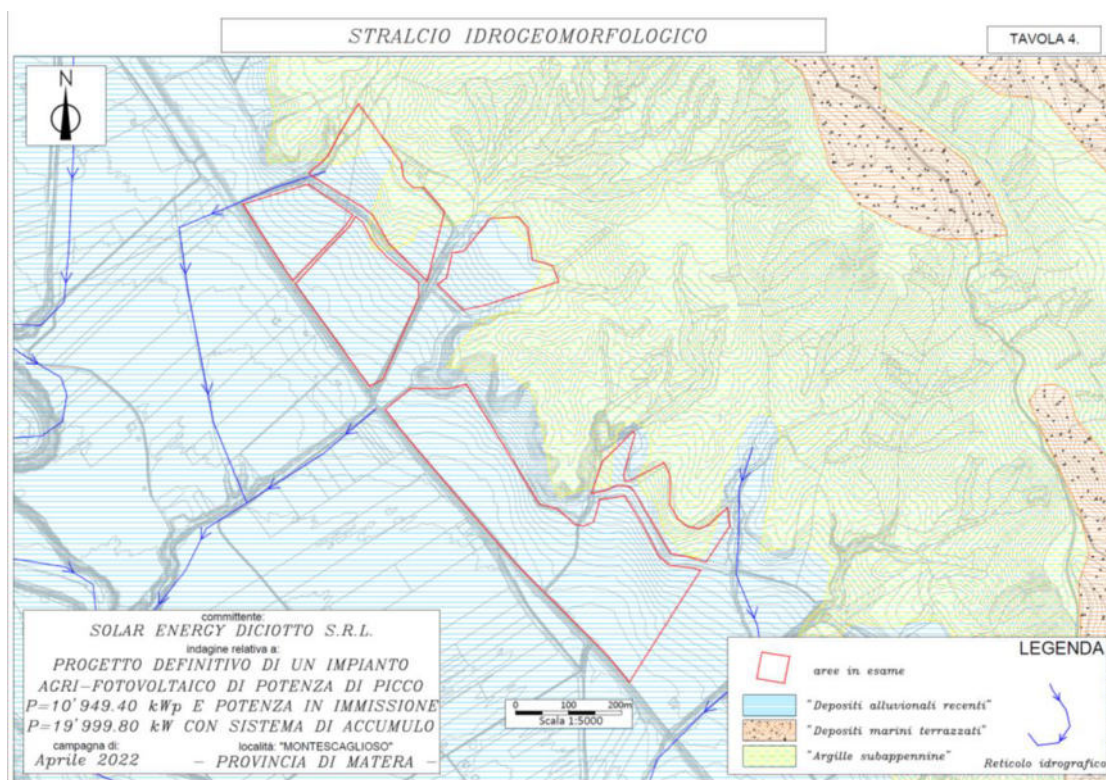 STRALCIO IDROGEOMORFOLOGICO
TAVOLA 4.
N
committente:
SOLAR ENERGY DICIOTTO S.R.L.
indagine relativa a:
PROGETTO DEFINITIVO DI UN IMPIANTO
AGRI-FOTOVOLTAICO DI POTENZA DI PICCO
P=10'949.40 kWp E POTENZA IN IMMISSIONE
P=19'999.80 kW CON SISTEMA DI ACCUMULO
campagna di: località: "MONTESCAGLIOSO"
Aprile 2022 - PROVINCIA DI MATERA -
0 100 200m
Scala 1:5000
LEGENDA
aree in esame
"Depositi alluvionali recenti"
"Depositi marini terrazzati"
"Argille subappennine"
Reticolo idrografico